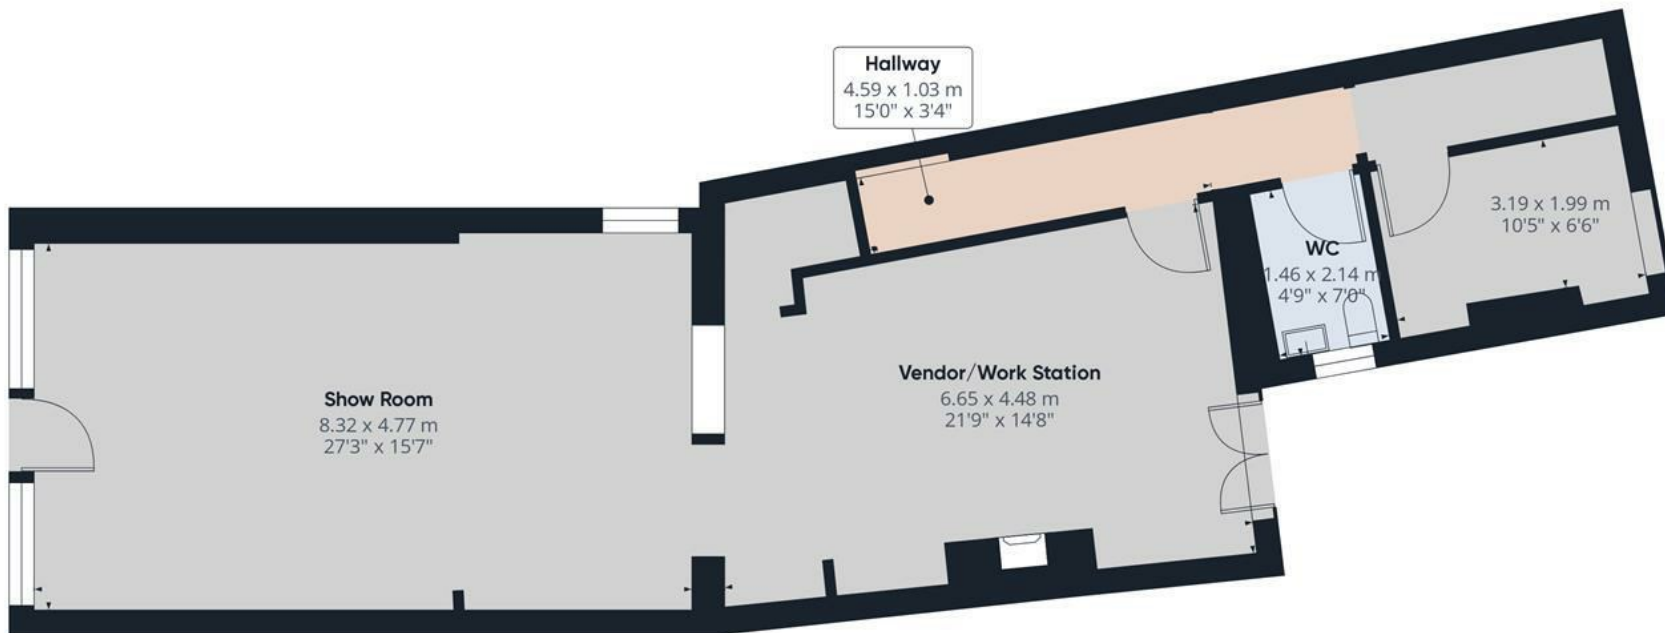 Hallway
4.59 x 1.03 m
15'0" x 3'4"
3.19 x 1.99 m
10'5" x 6'6"
WC
1.46 x 2.14 m
4'9" x 7'0"
Vendor/Work Station
6.65 x 4.48 m
21'9" x 14'8"
Show Room
8.32 x 4.77 m
27'3" x 15'7"